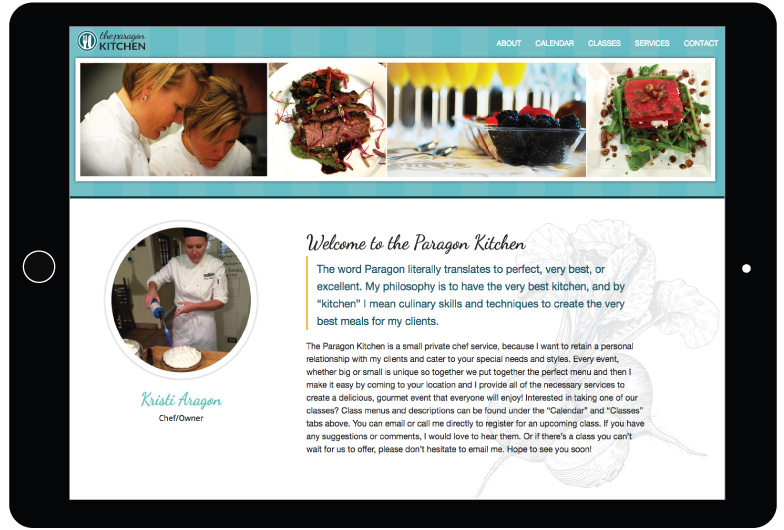 the paragon
KITCHEN
ABOUT CALENDAR CLASSES SERVICES CONTACT
Welcome to the Paragon Kitchen
The word Paragon literally translates to perfect, very best, or
excellent. My philosophy is to have the very best kitchen, and by
“kitchen” I mean culinary skills and techniques to create the very
best meals for my clients.
The Paragon Kitchen is a small private chef service, because I want to retain a personal
relationship with my clients and cater to your special needs and styles. Every event,
whether big or small is unique so together we put together the perfect menu and then I
make it easy by coming to your location and I provide all of the necessary services to
create a delicious, gourmet event that everyone will enjoy! Interested in taking one of our
classes? Class menus and descriptions can be found under the “Calendar” and “Classes”
tabs above. You can email or call me directly to register for an upcoming class. If you have
any suggestions or comments, I would love to hear them. Or if there’s a class you can’t
wait for us to offer, please don’t hesitate to email me. Hope to see you soon!
Kristi Aragon
Chef/Owner